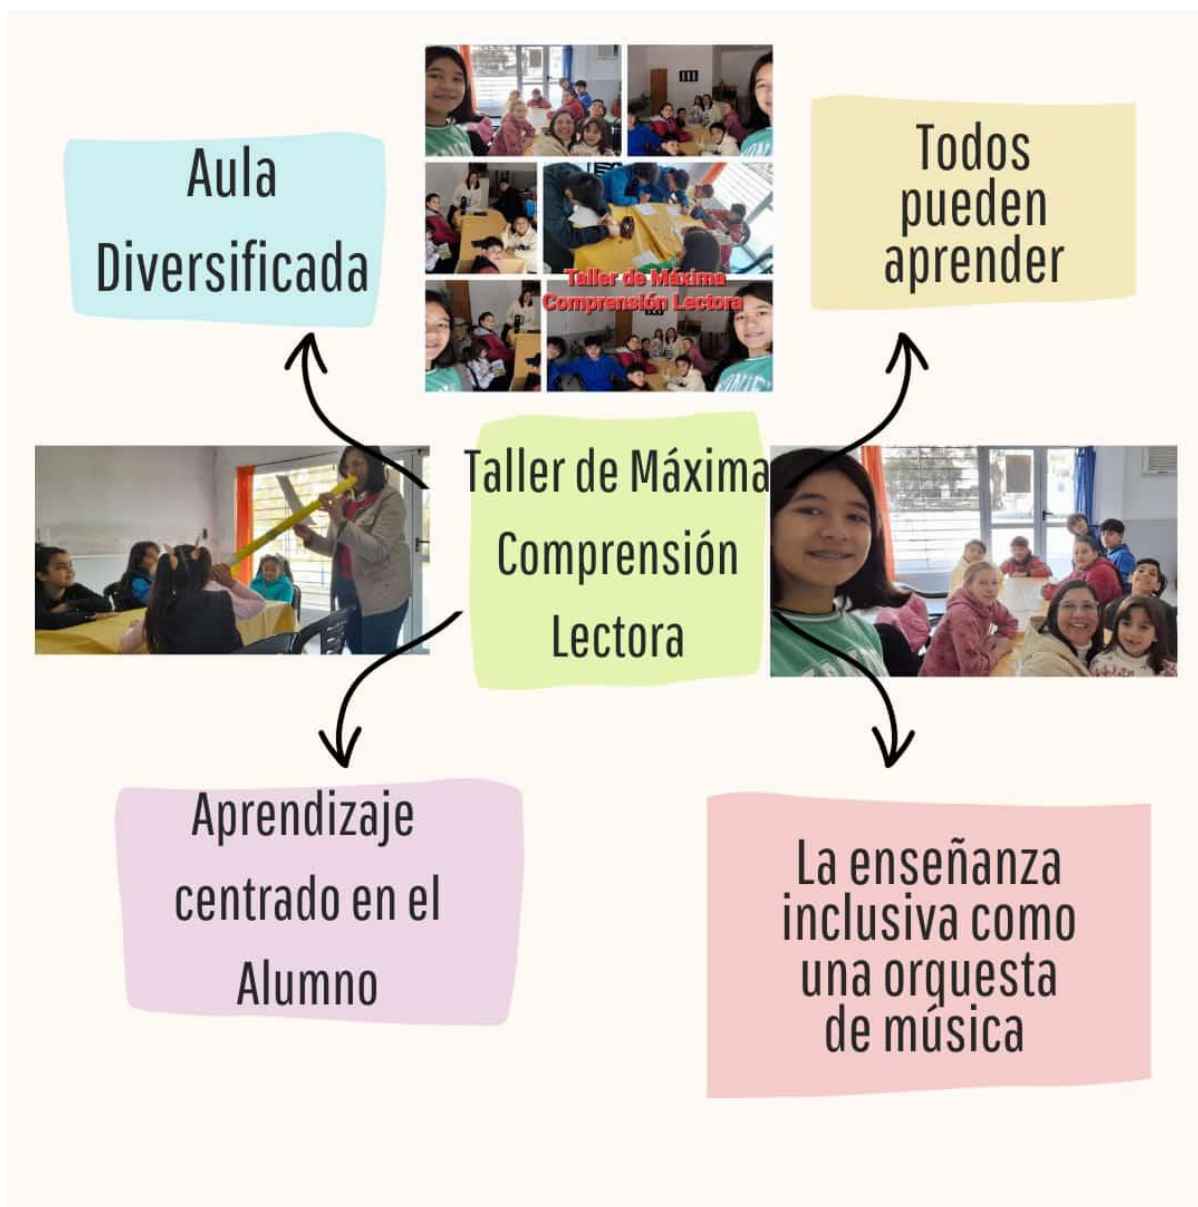 Aula
Diversificada
Taller de Máxima
Comprensión Lectora
Todos
pueden
aprender
Taller de Máxima
Comprensión
Lectora
Aprendizaje
centrado en el
Alumno
La enseñanza
inclusiva como
una orquesta
de música